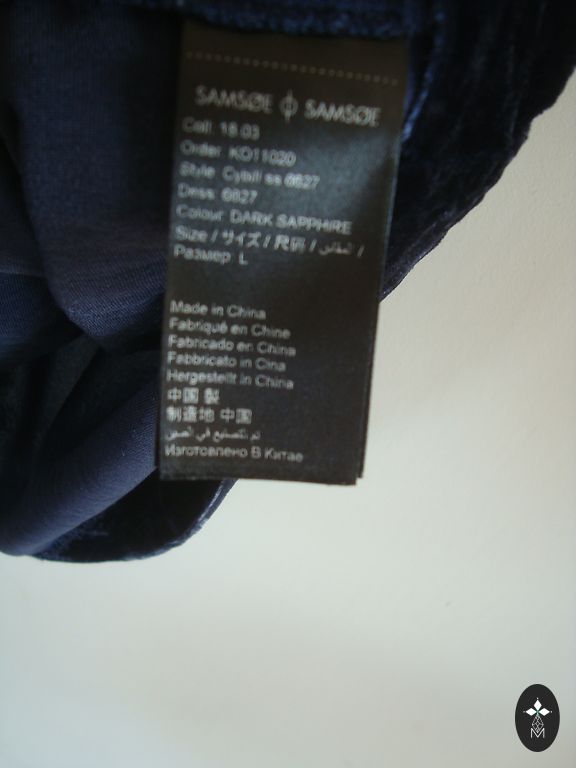 SAMSØE ϕ SAMSØE
Coll. 18.03
Order: KO11020
Style: Cybill ss 6627
Dess: 6627
Colour: DARK SAPPHIRE
Size / サイズ / 尺码 / المقاس /
Размер: L
Made in China
Fabriqué en Chine
Fabricado en China
Fabbricato in Cina
Hergestellt in China
中国 製
制造地 中国
تم التصنيع في الصين
Изготовлено В Китае
M